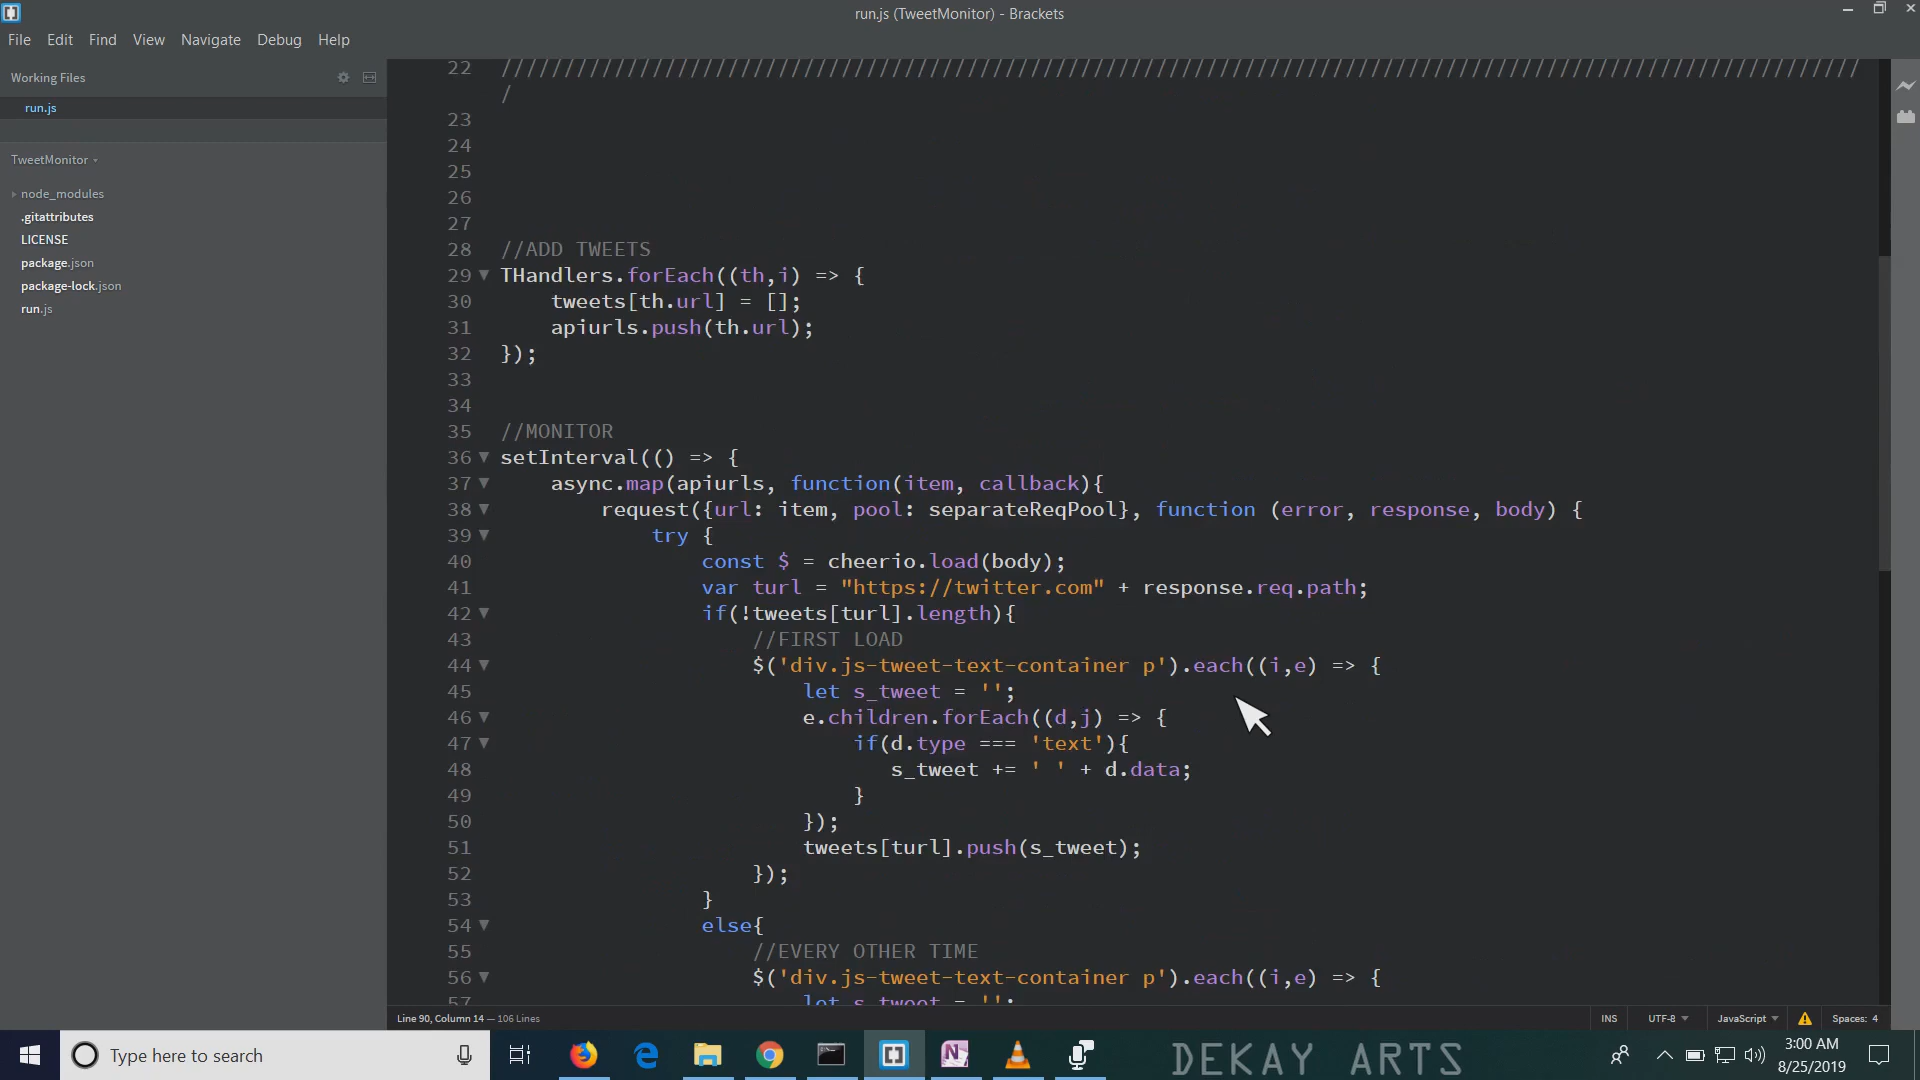 run.js (TweetMonitor) - Brackets
File Edit Find View Navigate Debug Help
Working Files
run.js
TweetMonitor
node_modules
.gitattributes
LICENSE
package.json
package-lock.json
run.js
22 ////////////////////////////////////////////////////////////////////////////////////////////////////////////
/
23
24
25
26
27
28 //ADD TWEETS
29 THandlers.forEach((th,i) => {
30 tweets[th.url] = [];
31 apiurls.push(th.url);
32 });
33
34
35 //MONITOR
36 setInterval(() => {
37 async.map(apiurls, function(item, callback){
38 request({url: item, pool: separateReqPool}, function (error, response, body) {
39 try {
40 const $ = cheerio.load(body);
41 var turl = "https://twitter.com" + response.req.path;
42 if(!tweets[turl].length){
43 //FIRST LOAD
44 $('div.js-tweet-text-container p').each((i,e) => {
45 let s_tweet = '';
46 e.children.forEach((d,j) => {
47 if(d.type === 'text'){
48 s_tweet += ' ' + d.data;
49 }
50 });
51 tweets[turl].push(s_tweet);
52 });
53 }
54 else{
55 //EVERY OTHER TIME
56 $('div.js-tweet-text-container p').each((i,e) => {
57 let s_tweet = '';
Line 90, Column 14 — 106 Lines
INS UTF-8 JavaScript Spaces: 4
Type here to search
DEKAY ARTS
3:00 AM
8/25/2019